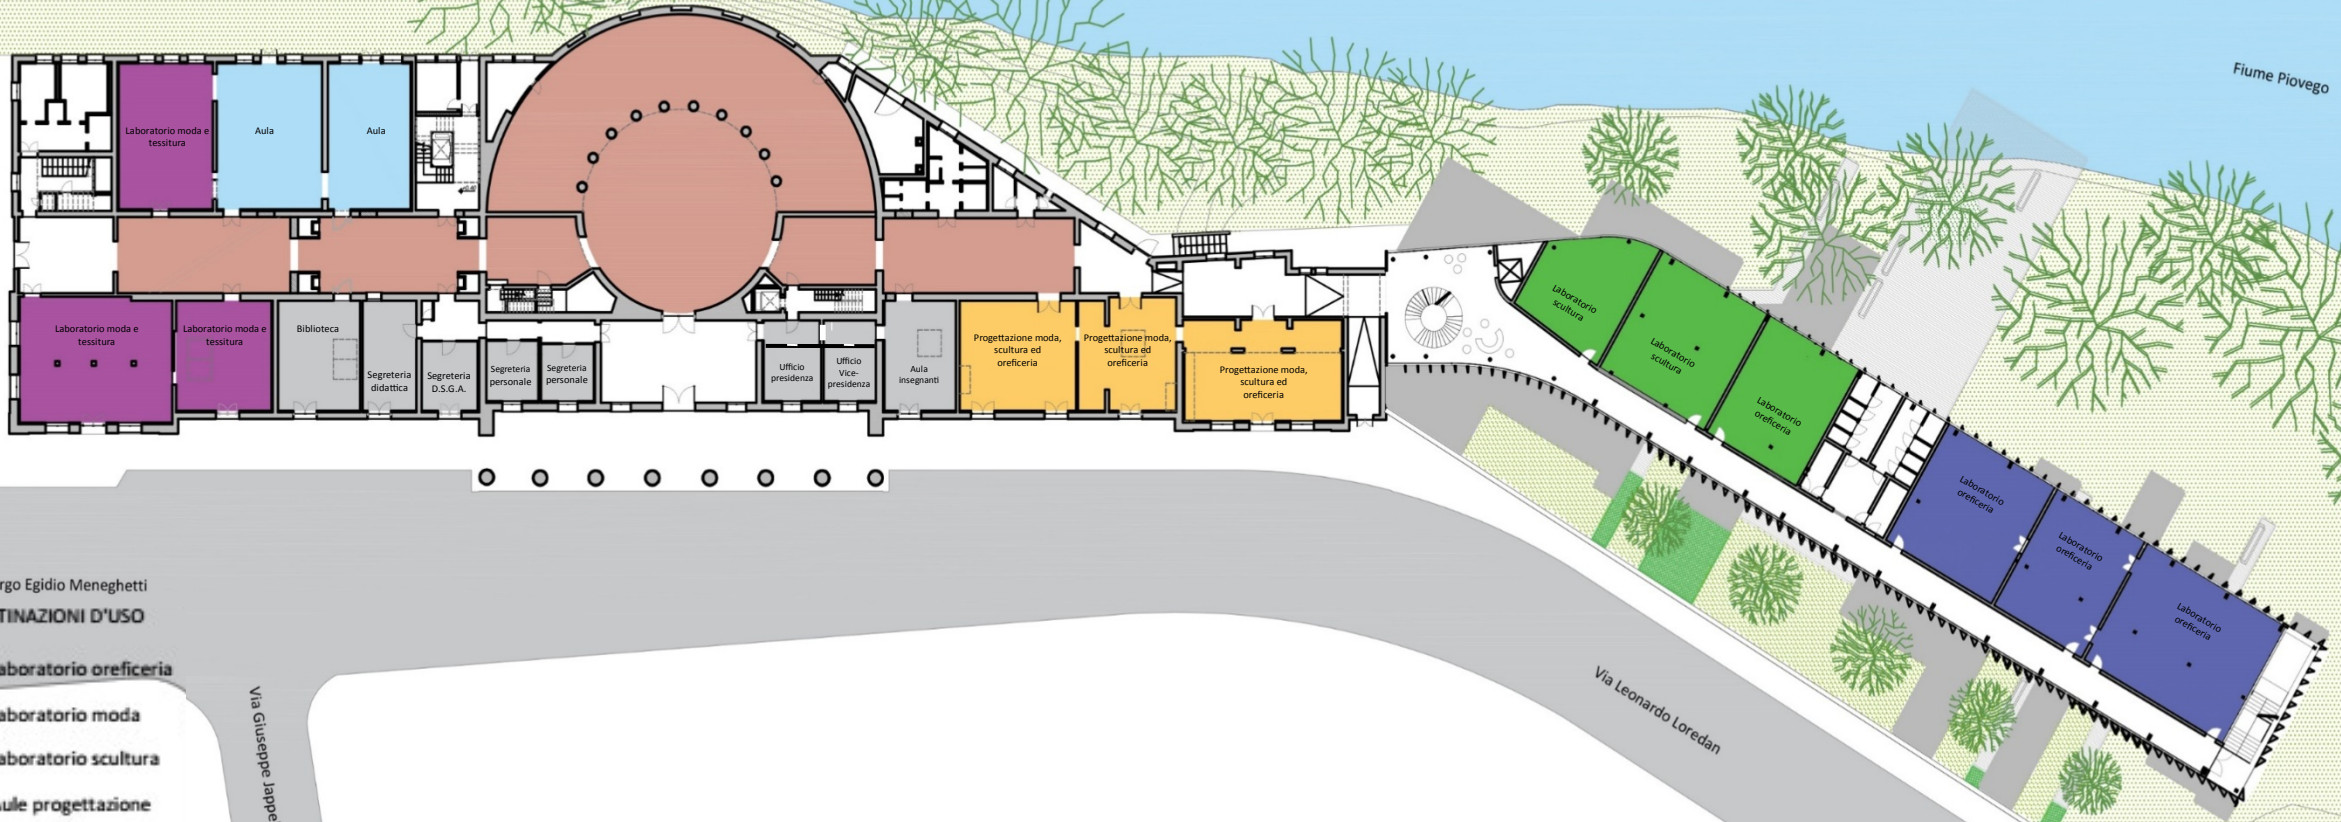 Fiume Piovego
Laboratorio moda e
tessitura
Aula
Aula
Laboratorio moda e
tessitura
Laboratorio moda e
tessitura
Biblioteca
Segreteria
didattica
Segreteria
D.S.G.A.
Segreteria
personale
Segreteria
personale
Ufficio
presidenza
Ufficio
Vice-
presidenza
Aula
insegnanti
Progettazione moda,
scultura ed
oreficeria
Progettazione moda,
scultura ed
oreficeria
Progettazione moda,
scultura ed
oreficeria
Laboratorio
scultura
Laboratorio
scultura
Laboratorio
oreficeria
Laboratorio
oreficeria
Laboratorio
oreficeria
Laboratorio
oreficeria
rgo Egidio Meneghetti
TINAZIONI D'USO
aboratorio oreficeria
aboratorio moda
aboratorio scultura
Aule progettazione
Via Giuseppe Jappe
Via Leonardo Loredan